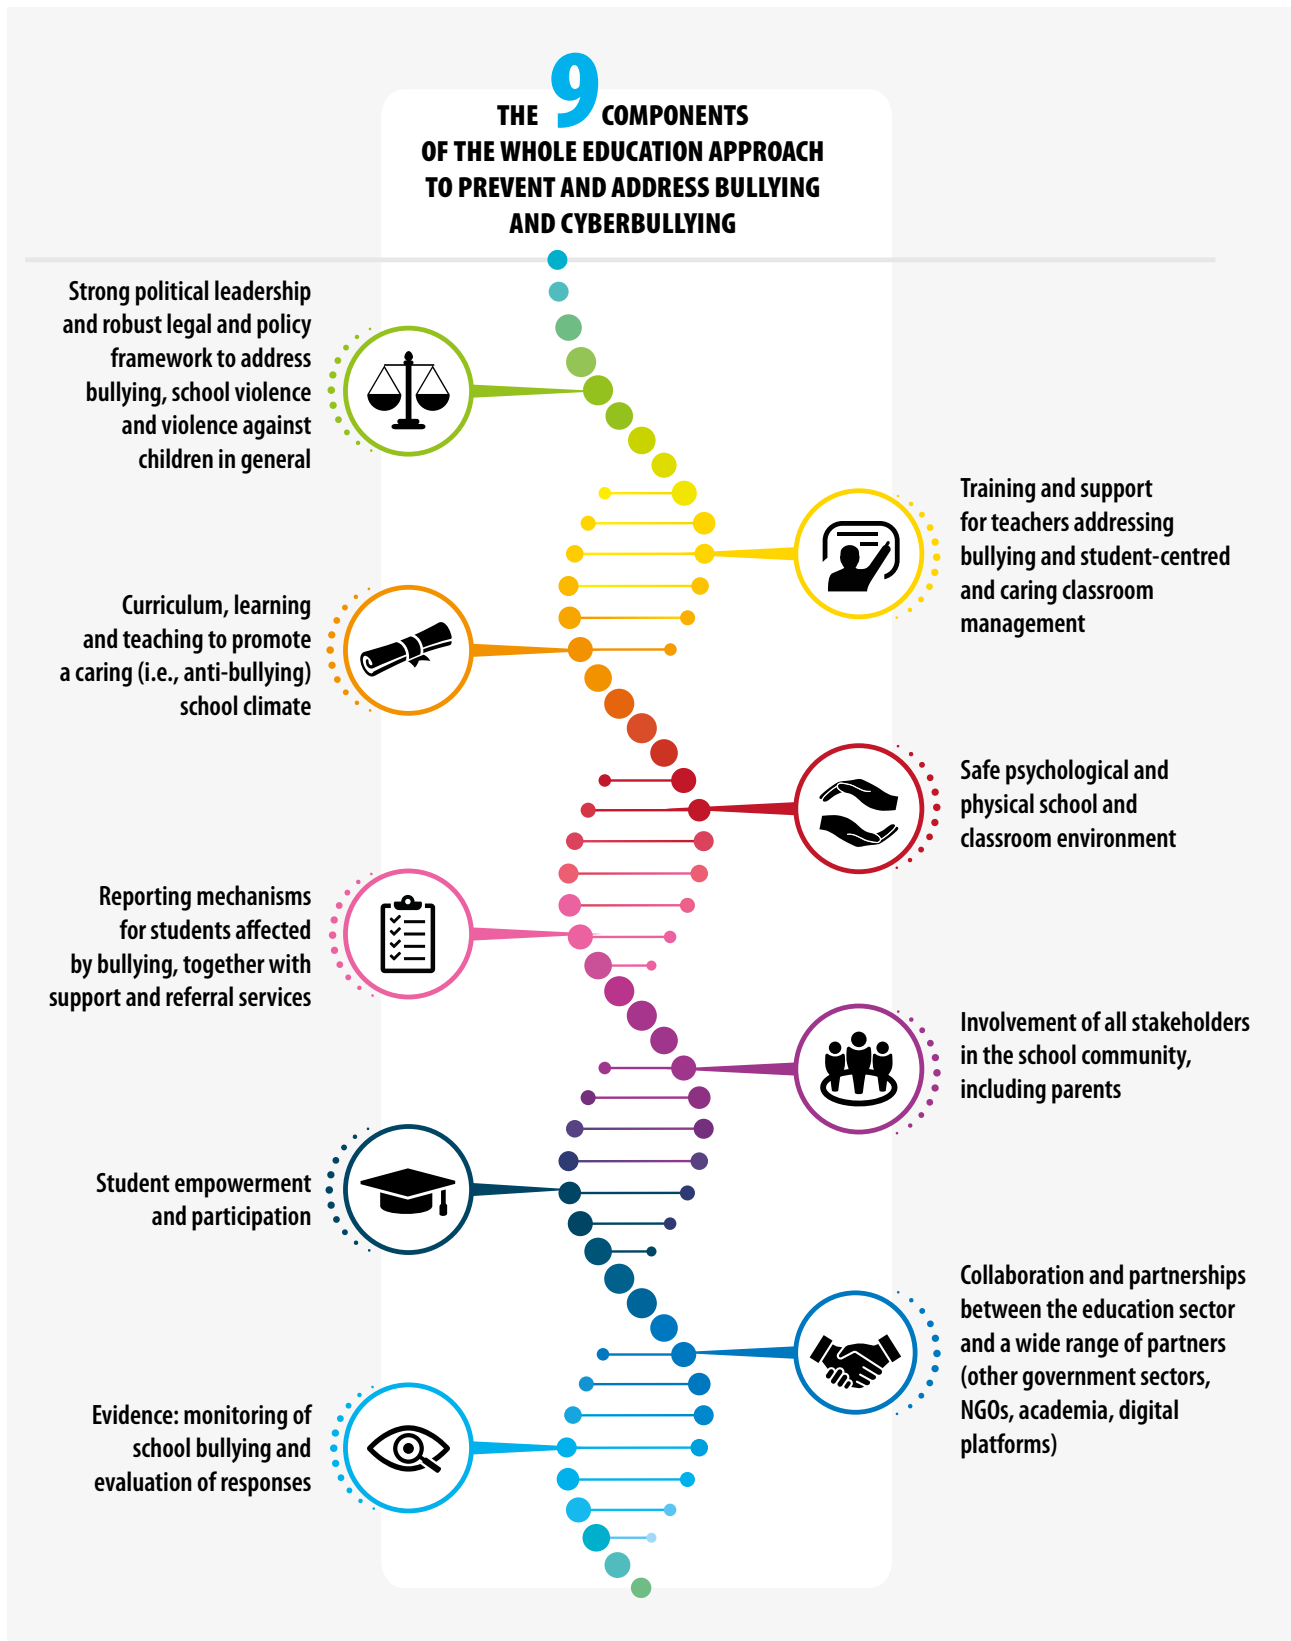 THE 9 COMPONENTS
OF THE WHOLE EDUCATION APPROACH
TO PREVENT AND ADDRESS BULLYING
AND CYBERBULLYING
Strong political leadership
and robust legal and policy
framework to address
bullying, school violence
and violence against
children in general
Training and support
for teachers addressing
bullying and student-centred
and caring classroom
management
Curriculum, learning
and teaching to promote
a caring (i.e., anti-bullying)
school climate
Safe psychological and
physical school and
classroom environment
Reporting mechanisms
for students affected
by bullying, together with
support and referral services
Involvement of all stakeholders
in the school community,
including parents
Student empowerment
and participation
Collaboration and partnerships
between the education sector
and a wide range of partners
(other government sectors,
NGOs, academia, digital
platforms)
Evidence: monitoring of
school bullying and
evaluation of responses